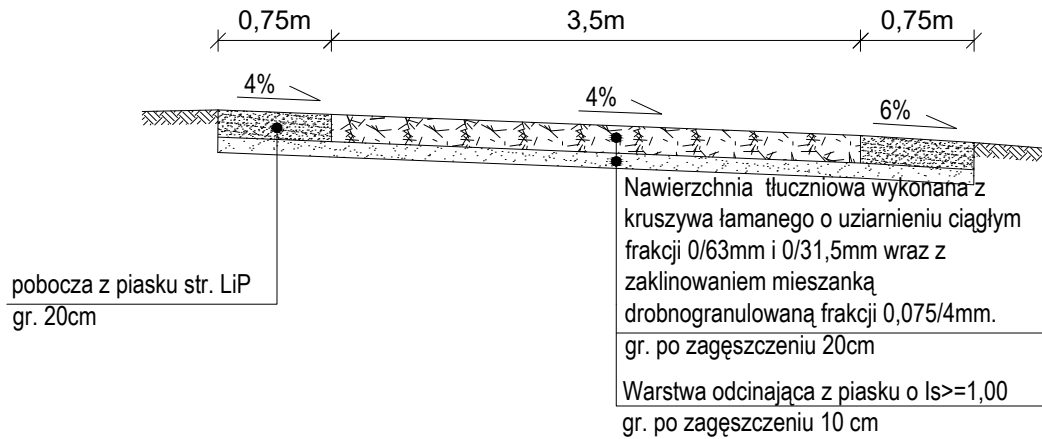 0,75m
3,5m
0,75m
4%
4%
6%
pobocza z piasku str. LiP
gr. 20cm
Nawierzchnia tłuczniowa wykonana z
kruszywa łamanego o uziarnieniu ciągłym
frakcji 0/63mm i 0/31,5mm wraz z
zaklinowaniem mieszanką
drobnogranulowaną frakcji 0,075/4mm.
gr. po zagęszczeniu 20cm
Warstwa odcinająca z piasku o Is>=1,00
gr. po zagęszczeniu 10 cm